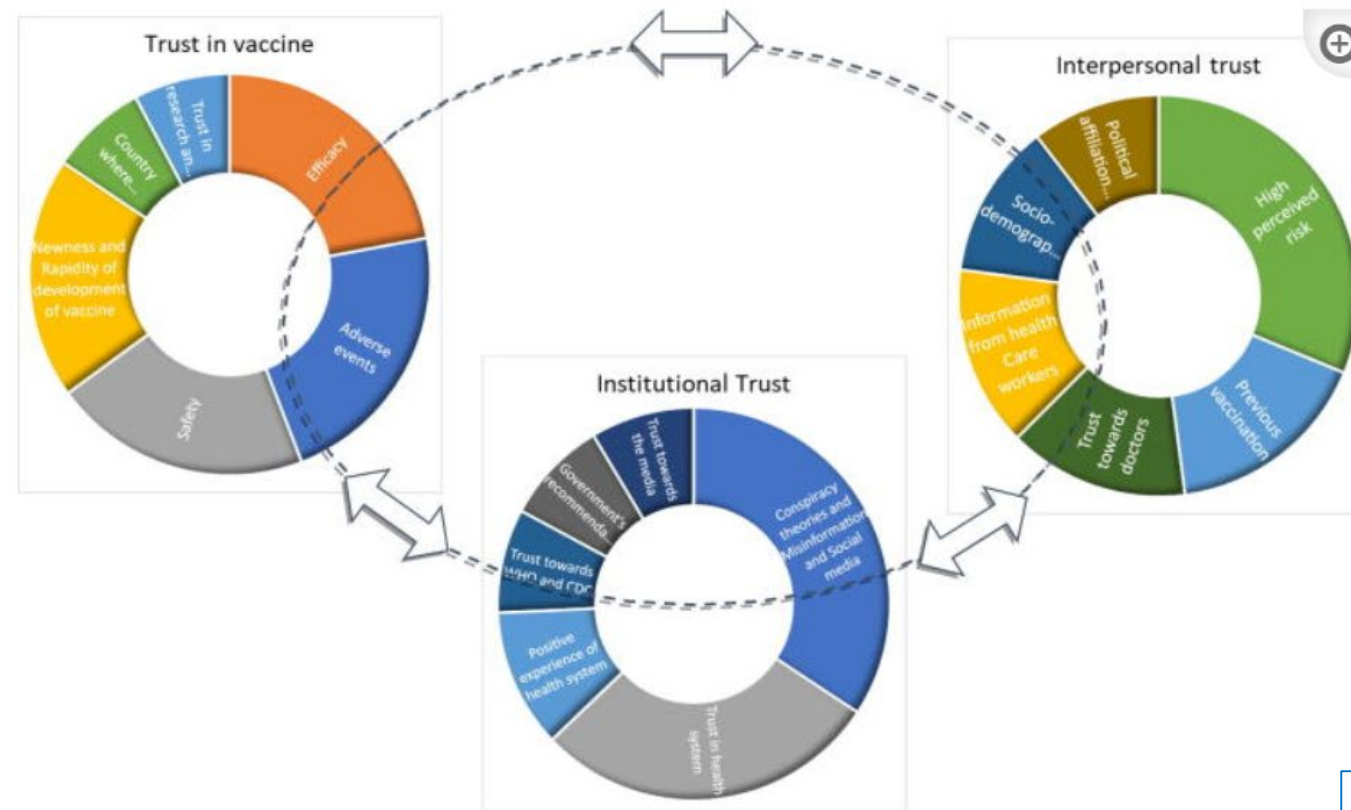 Trust in vaccine
Efficacy
Adverse
events
Safety
Newness and
Rapidity of
development
of vaccine
Country
where...
Trust in
research an...
Interpersonal trust
High
perceived
risk
Previous
vaccination
Trust
towards
doctors
Information
from health
Care
workers
Socio-
demograp...
Political
affiliation...
Institutional Trust
Conspiracy
theories and
Misinformation
and Social
media
Trust in health
system
Positive
experience of
health system
Trust towards
WHO and CDC
Government's
recommenda...
Trust towards
the media